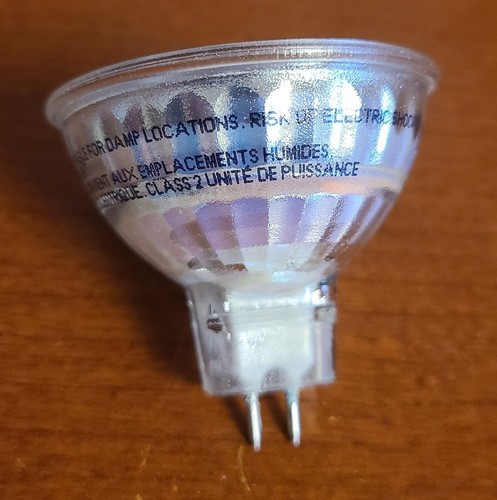 FOR DAMP LOCATIONS. RISK OF ELECTRIC SHOCK
AUX EMPLACEMENTS HUMIDES
CLASS 2 UNITÉ DE PUISSANCE